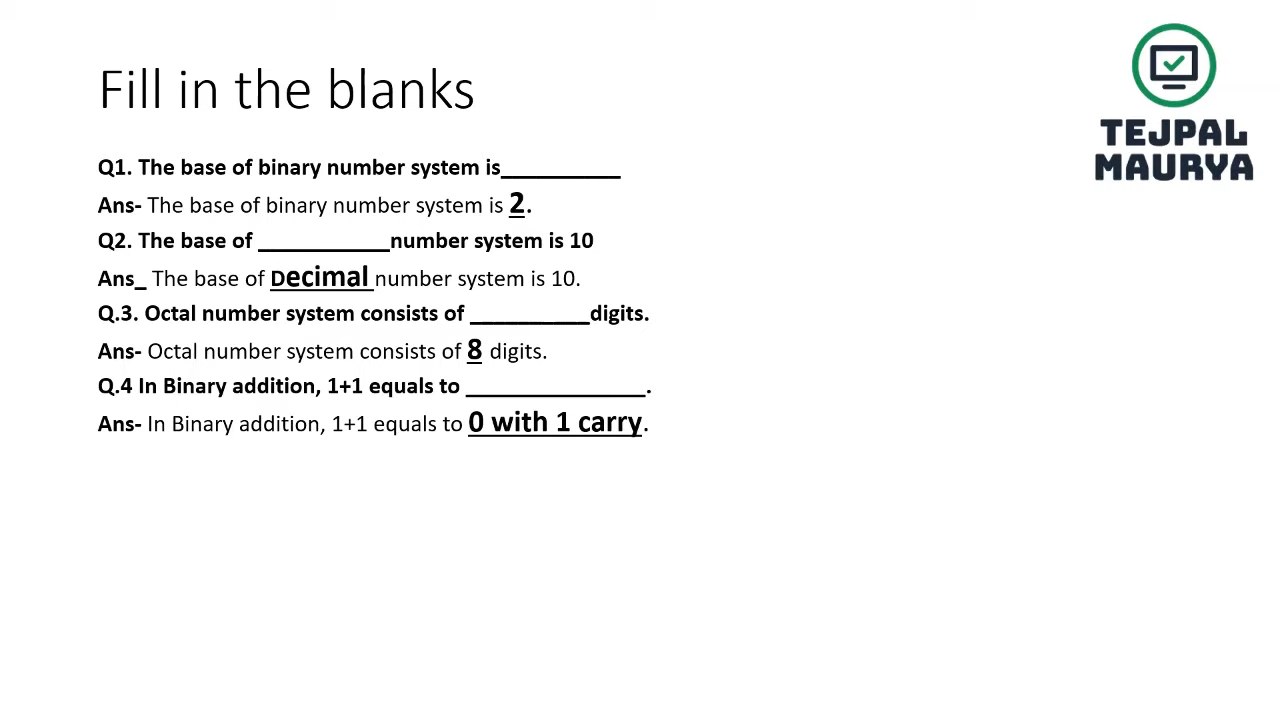 Fill in the blanks
TEJPAL
MAURYA
Q1. The base of binary number system is__________
Ans- The base of binary number system is 2.
Q2. The base of ___________number system is 10
Ans_ The base of Decimal number system is 10.
Q.3. Octal number system consists of __________digits.
Ans- Octal number system consists of 8 digits.
Q.4 In Binary addition, 1+1 equals to _______________.
Ans- In Binary addition, 1+1 equals to 0 with 1 carry.